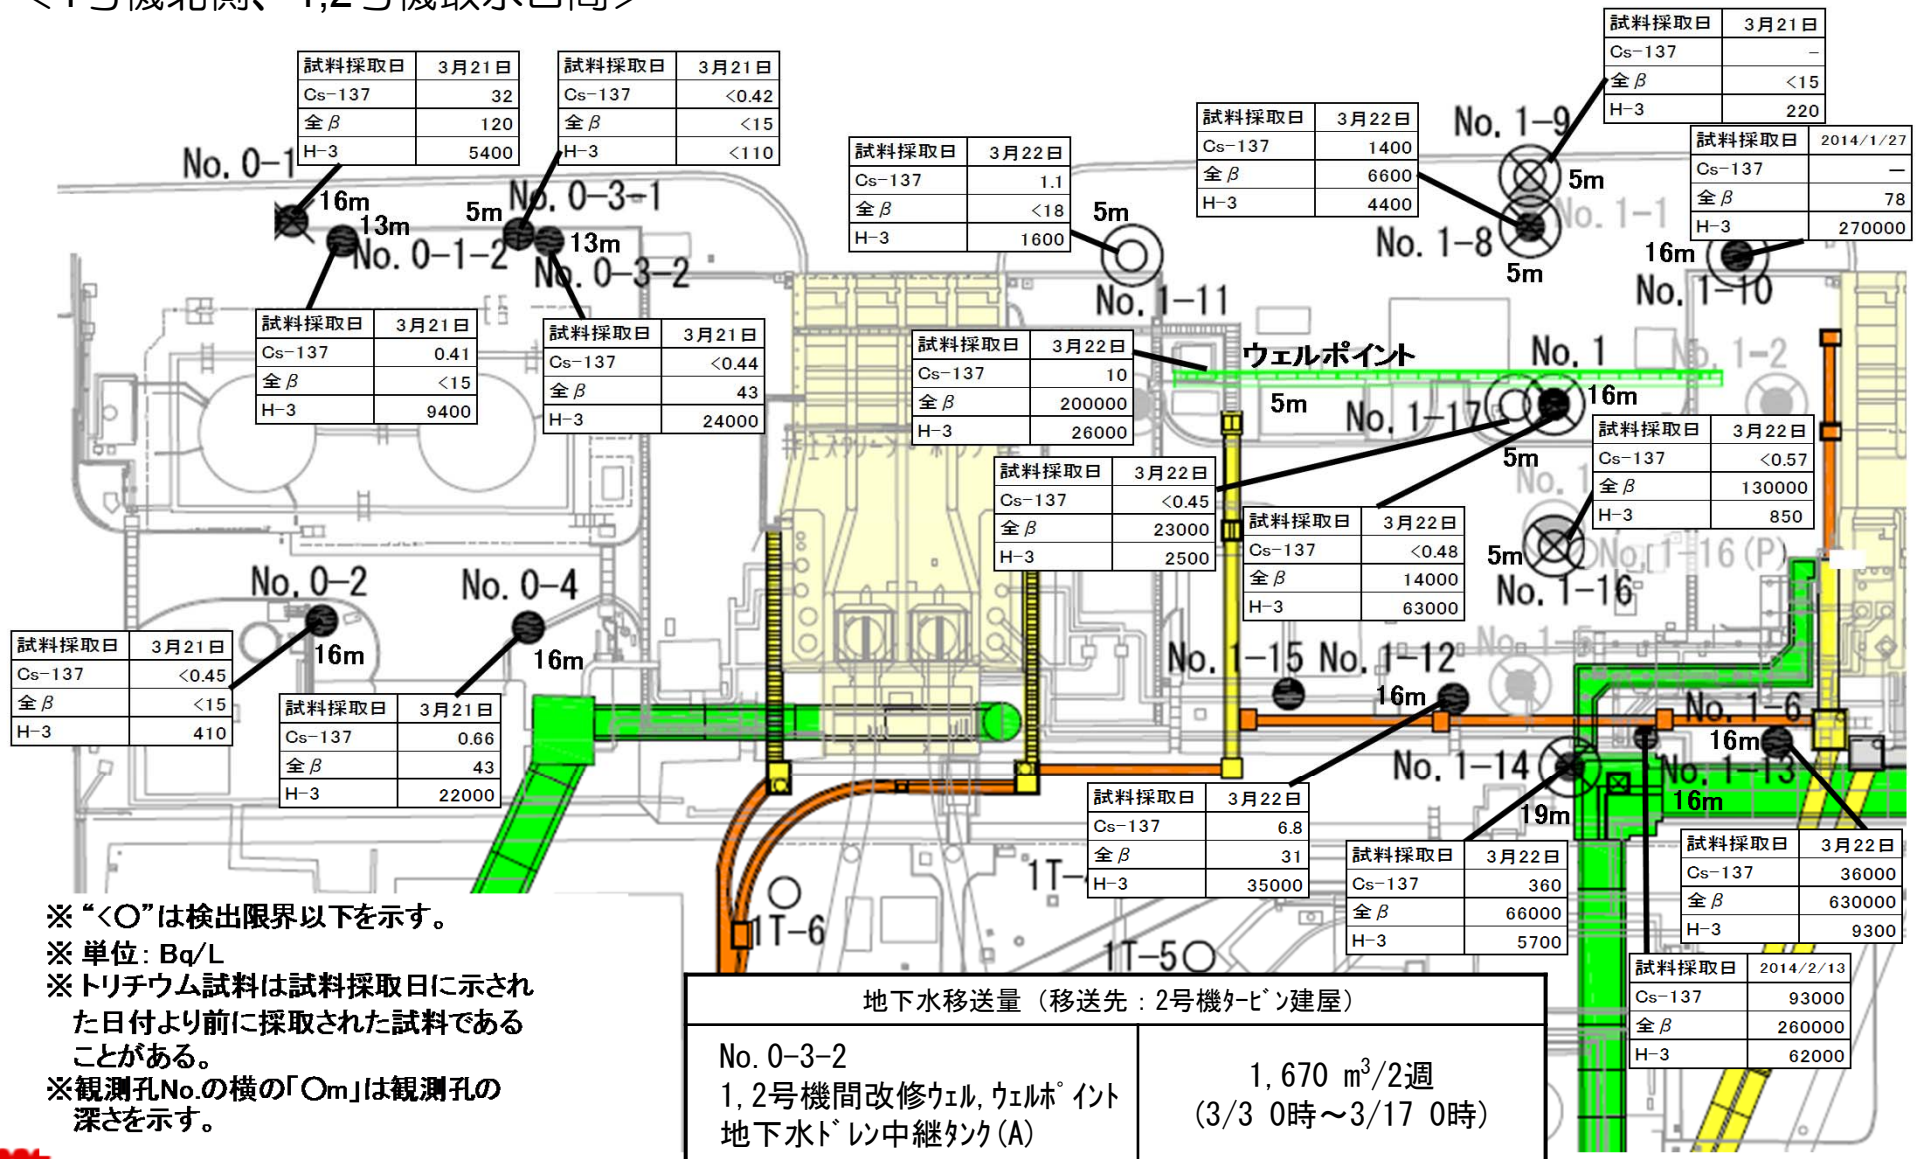 <1号機北側、1,2号機取水口間>
試料採取日 3月21日
Cs-137 32
全β 120
H-3 5400
試料採取日 3月21日
Cs-137 <0.42
全β <15
H-3 <110
試料採取日 3月22日
Cs-137 1.1
全β <18
H-3 1600
試料採取日 3月22日
Cs-137 1400
全β 6600
H-3 4400
試料採取日 3月21日
Cs-137 -
全β <15
H-3 220
試料採取日 2014/1/27
Cs-137 —
全β 78
H-3 270000
No. 0-1
16m
13m
No. 0-1-2
5m
No. 0-3-1
13m
No. 0-3-2
5m
No. 1-11
No. 1-9
5m
No. 1-1
No. 1-8
5m
16m
No. 1-10
試料採取日 3月21日
Cs-137 0.41
全β <15
H-3 9400
試料採取日 3月21日
Cs-137 <0.44
全β 43
H-3 24000
試料採取日 3月22日
Cs-137 10
全β 200000
H-3 26000
ウェルポイント
5m
No. 1
16m
No. 1-2
No. 1-17
5m
試料採取日 3月22日
Cs-137 <0.45
全β 23000
H-3 2500
試料採取日 3月22日
Cs-137 <0.48
全β 14000
H-3 63000
試料採取日 3月22日
Cs-137 <0.57
全β 130000
H-3 850
5m
No. 1-16(P)
No. 1-16
No. 0-2
16m
No. 0-4
16m
No. 1-15
No. 1-12
16m
No. 1-5
No. 1-6
16m
No. 1-14
19m
No. 1-13
16m
試料採取日 3月21日
Cs-137 <0.45
全β <15
H-3 410
試料採取日 3月21日
Cs-137 0.66
全β 43
H-3 22000
試料採取日 3月22日
Cs-137 6.8
全β 31
H-3 35000
試料採取日 3月22日
Cs-137 360
全β 66000
H-3 5700
試料採取日 3月22日
Cs-137 36000
全β 630000
H-3 9300
試料採取日 2014/2/13
Cs-137 93000
全β 260000
H-3 62000
1T-6
1T-5
※ “<○”は検出限界以下を示す。
※ 単位: Bq/L
※ トリチウム試料は試料採取日に示され
た日付より前に採取された試料である
ことがある。
※観測孔No.の横の「○m」は観測孔の
深さを示す。
地下水移送量 (移送先:2号機ﾀｰﾋﾞﾝ建屋)
No. 0-3-2
1,2号機間改修ｳｪﾙ,ｳｪﾙﾎﾟｲﾝﾄ
地下水ﾄﾞﾚﾝ中継ﾀﾝｸ(A)
1,670 m³/2週
(3/3 0時～3/17 0時)